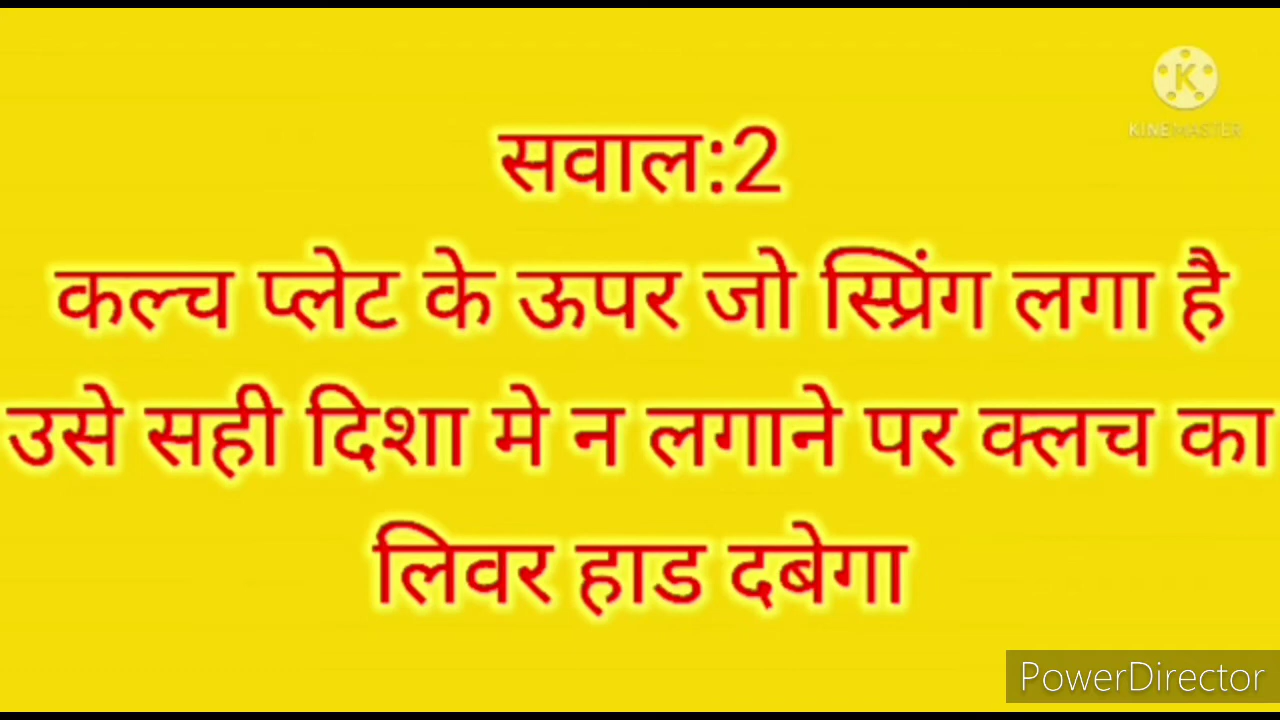 KINEMASTER
सवाल:2
कल्च प्लेट के ऊपर जो स्प्रिंग लगा है
उसे सही दिशा मे न लगाने पर क्लच का
लिवर हाड दबेगा
PowerDirector